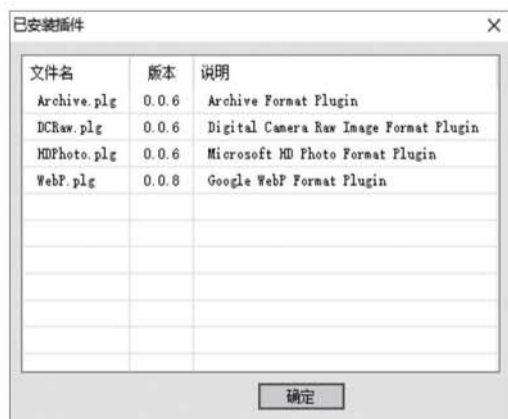 已安装插件
文件名 版本 说明
Archive.plg 0.0.6 Archive Format Plugin
DCRaw.plg 0.0.6 Digital Camera Raw Image Format Plugin
HDPhoto.plg 0.0.6 Microsoft HD Photo Format Plugin
WebP.plg 0.0.8 Google WebP Format Plugin
确定